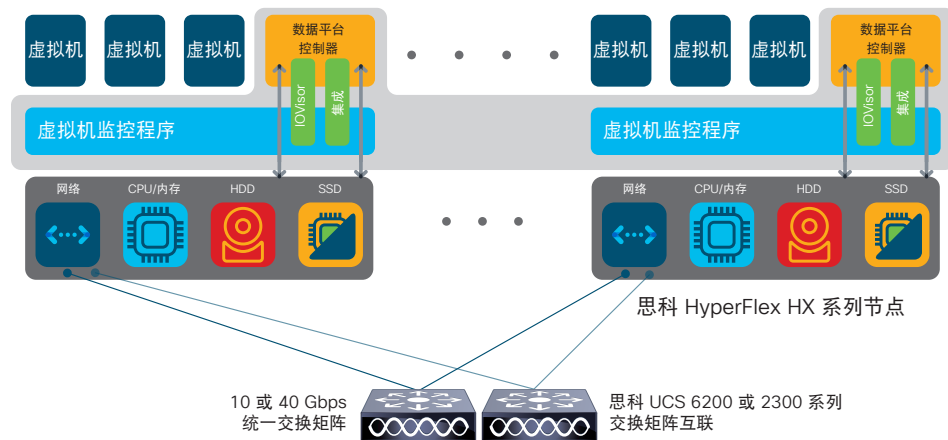 虚拟机
虚拟机
虚拟机
数据平台
控制器
虚拟机
虚拟机
虚拟机
数据平台
控制器
IOVisor
集成
IOVisor
集成
虚拟机监控程序
虚拟机监控程序
网络
CPU/内存
HDD
SSD
网络
CPU/内存
HDD
SSD
思科 HyperFlex HX 系列节点
10 或 40 Gbps
统一交换矩阵
思科 UCS 6200 或 2300 系列
交换矩阵互联